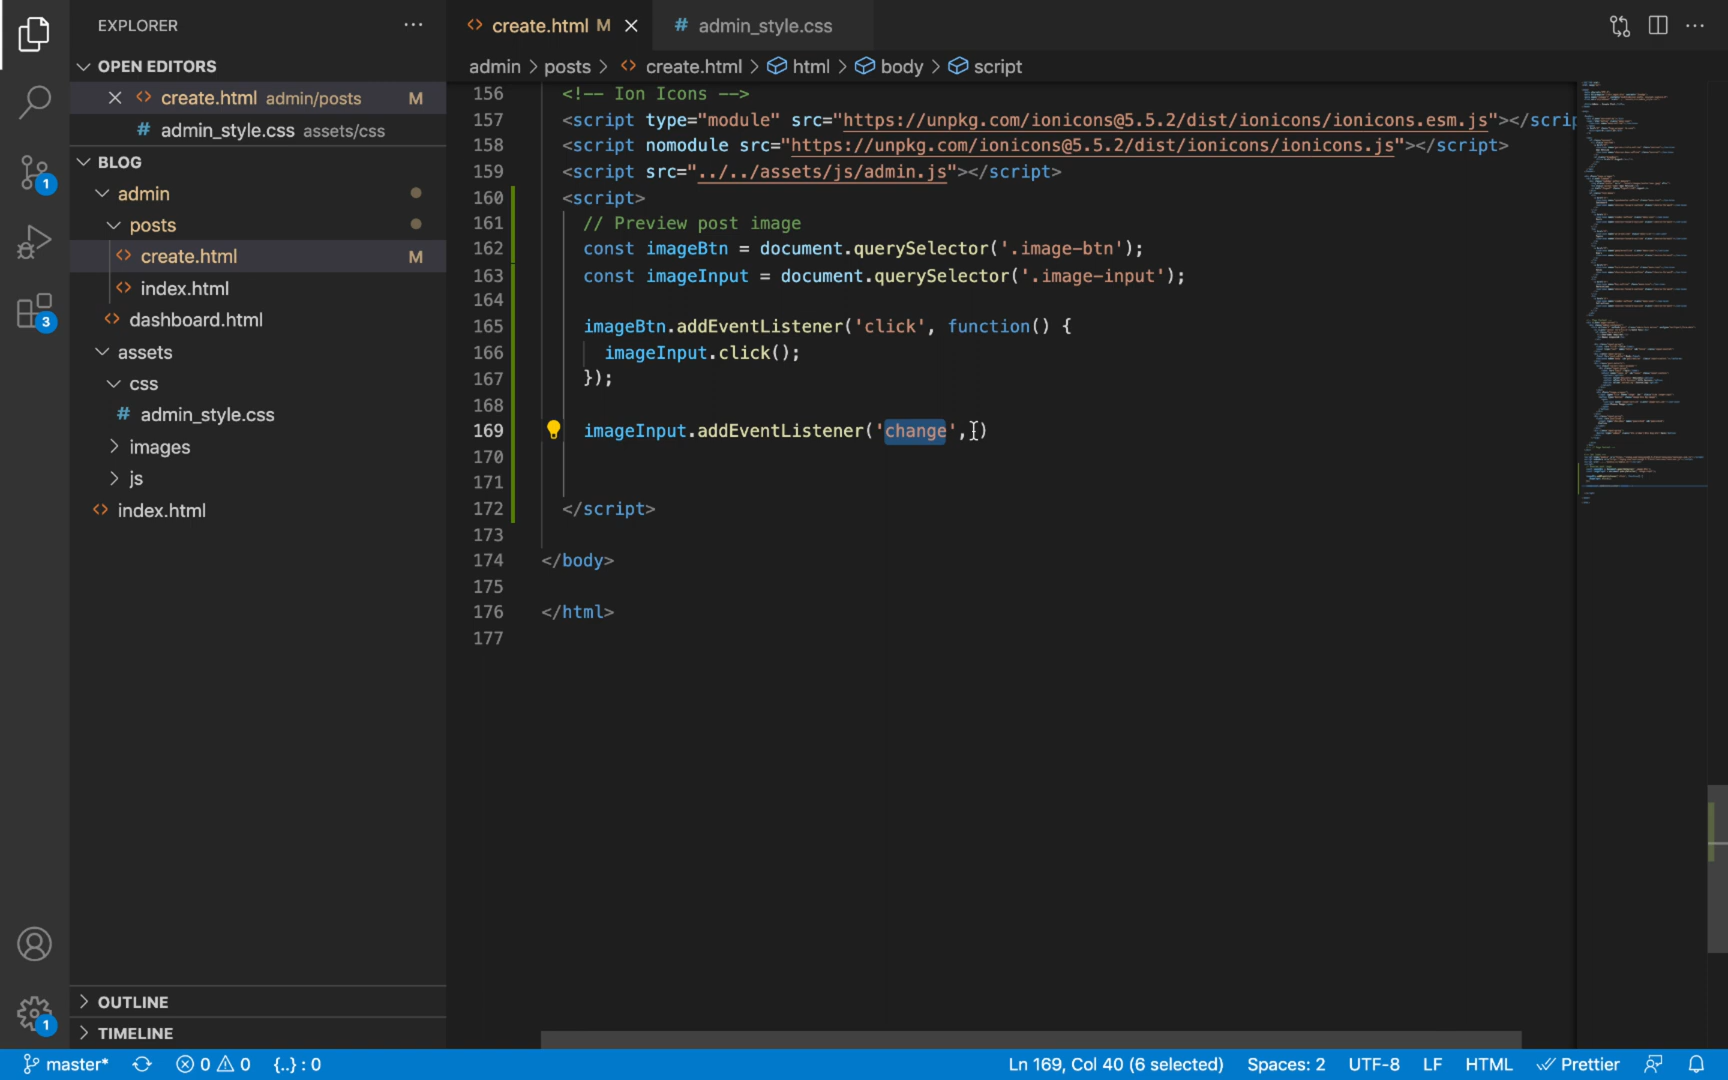 EXPLORER ···
create.html M ×
# admin_style.css
···
OPEN EDITORS
× create.html admin/posts M
# admin_style.css assets/css
BLOG
admin
posts
create.html M
index.html
dashboard.html
assets
css
# admin_style.css
images
js
index.html
OUTLINE
TIMELINE
1
3
1
admin > posts > create.html > html > body > script
156 <!-- Ion Icons -->
157 <script type="module" src="https://unpkg.com/ionicons@5.5.2/dist/ionicons/ionicons.esm.js"></scrip
158 <script nomodule src="https://unpkg.com/ionicons@5.5.2/dist/ionicons/ionicons.js"></script>
159 <script src="../../assets/js/admin.js"></script>
160 <script>
161 // Preview post image
162 const imageBtn = document.querySelector('.image-btn');
163 const imageInput = document.querySelector('.image-input');
164
165 imageBtn.addEventListener('click', function() {
166 imageInput.click();
167 });
168
169 imageInput.addEventListener('change',)
170
171
172 </script>
173
174 </body>
175
176 </html>
177
master* 0 0 {..} : 0 Ln 169, Col 40 (6 selected) Spaces: 2 UTF-8 LF HTML Prettier